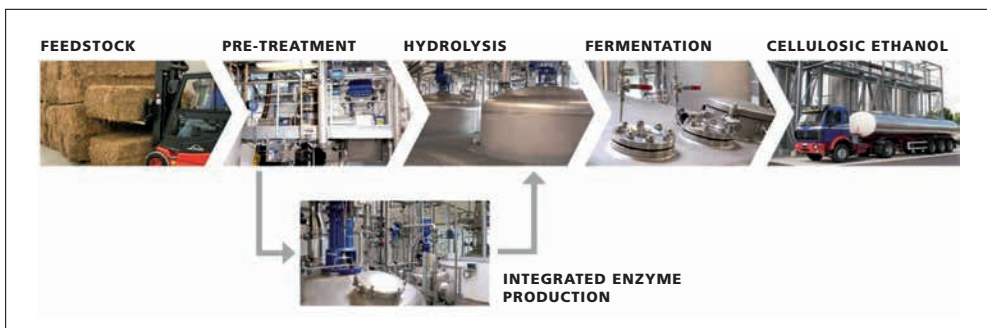 FEEDSTOCK
PRE-TREATMENT
HYDROLYSIS
FERMENTATION
CELLULOSIC ETHANOL
INTEGRATED ENZYME
PRODUCTION